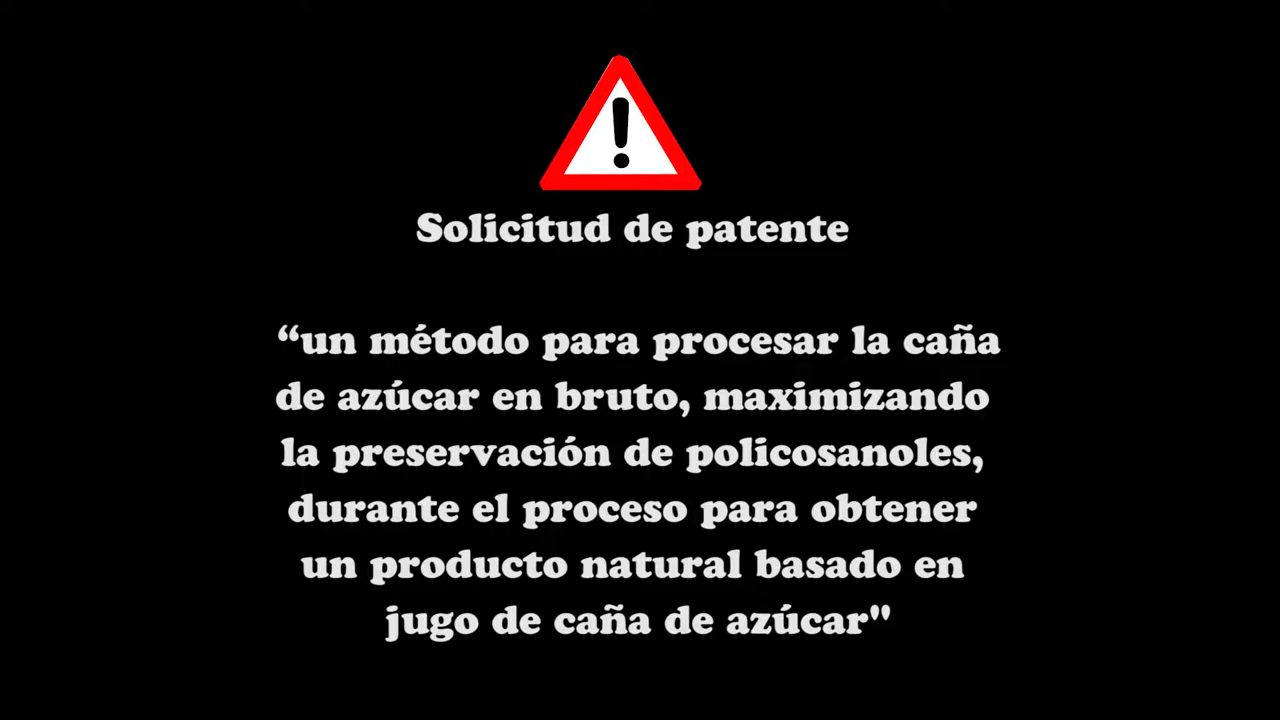 Solicitud de patente
“un método para procesar la caña
de azúcar en bruto, maximizando
la preservación de policosanoles,
durante el proceso para obtener
un producto natural basado en
jugo de caña de azúcar"